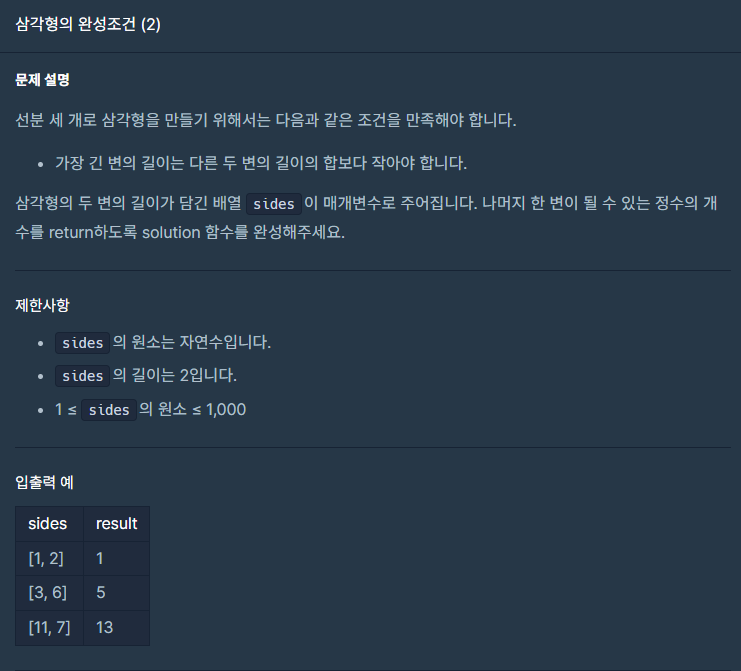 삼각형의 완성조건 (2)
문제 설명
선분 세 개로 삼각형을 만들기 위해서는 다음과 같은 조건을 만족해야 합니다.
• 가장 긴 변의 길이는 다른 두 변의 길이의 합보다 작아야 합니다.
삼각형의 두 변의 길이가 담긴 배열 sides 이 매개변수로 주어집니다. 나머지 한 변이 될 수 있는 정수의 개
수를 return하도록 solution 함수를 완성해주세요.
제한사항
• sides 의 원소는 자연수입니다.
• sides 의 길이는 2입니다.
• 1 ≤ sides 의 원소 ≤ 1,000
입출력 예
sides result
[1, 2] 1
[3, 6] 5
[11, 7] 13